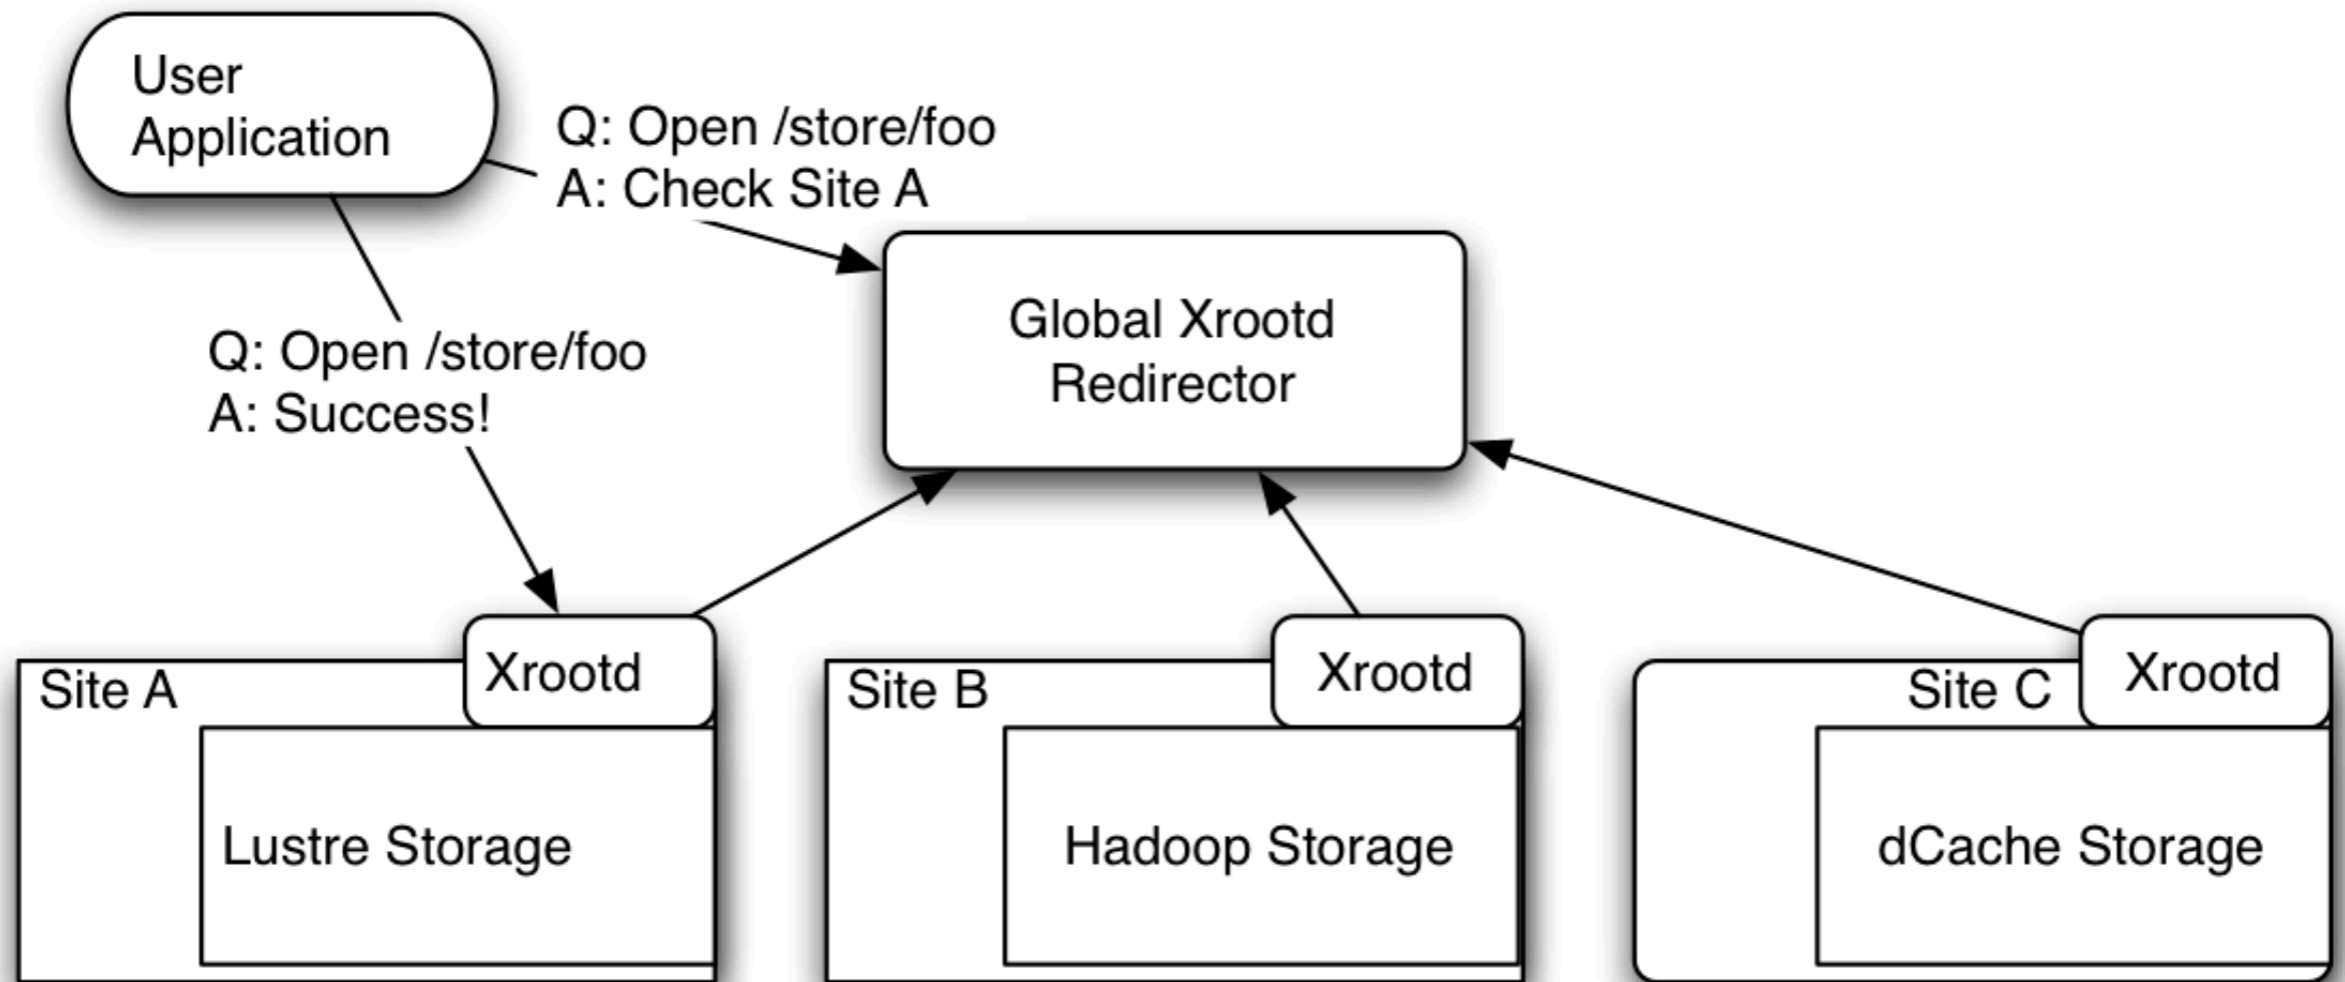 User
Application
Q: Open /store/foo
A: Check Site A
Global Xrootd
Redirector
Q: Open /store/foo
A: Success!
Site A
Xrootd
Lustre Storage
Site B
Xrootd
Hadoop Storage
Site C
Xrootd
dCache Storage